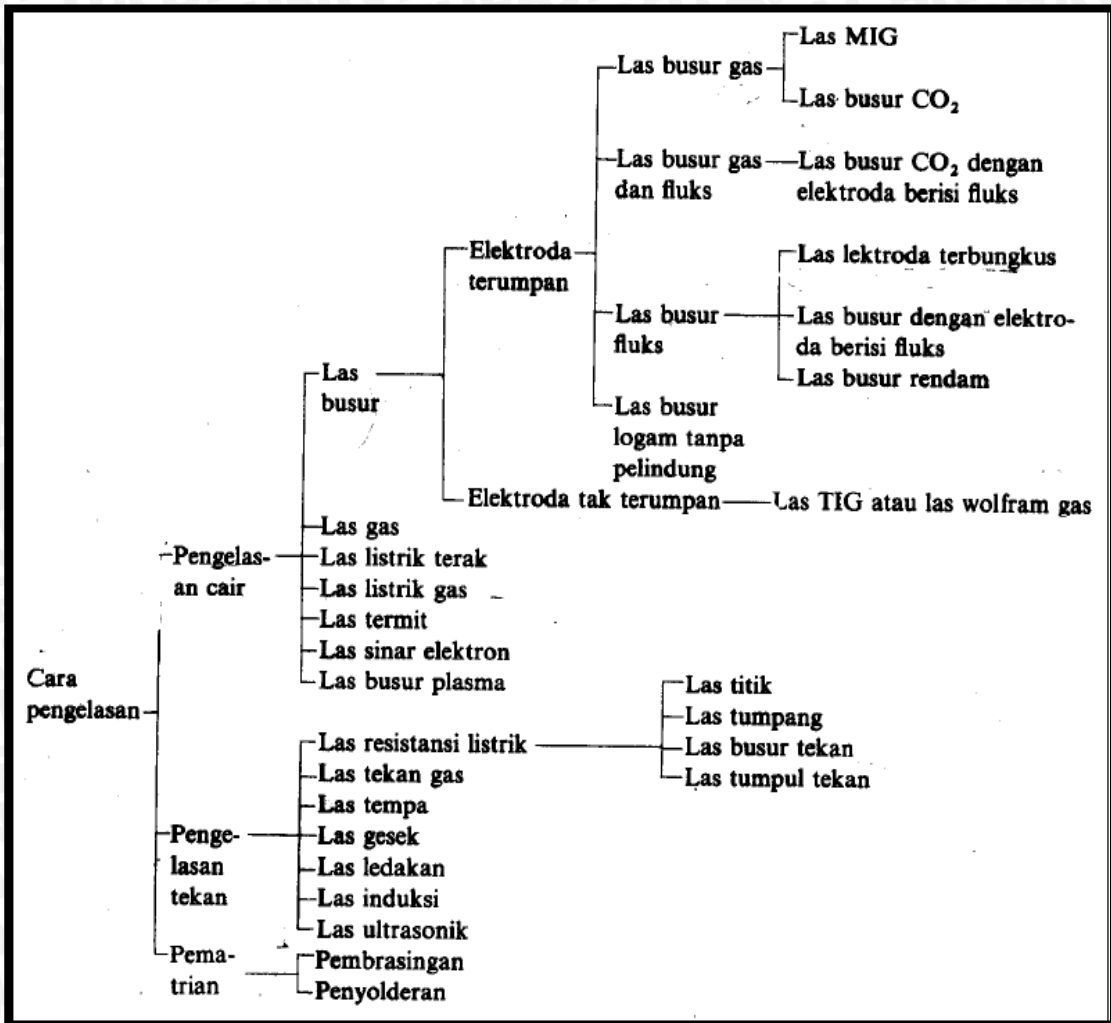 Las MIG
Las busur gas
Las busur CO₂
Las busur gas
dan fluks
Las busur CO₂ dengan
elektroda berisi fluks
Elektroda
terumpan
Las lektroda terbungkus
Las busur
fluks
Las busur dengan elektro-
da berisi fluks
Las busur rendam
Las
busur
Las busur
logam tanpa
pelindung
Elektroda tak terumpan
Las TIG atau las wolfram gas
Pengelas-
an cair
Las gas
Las listrik terak
Las listrik gas
Las termit
Las sinar elektron
Las busur plasma
Cara
pengelasan
Las titik
Las tumpang
Las busur tekan
Las tumpul tekan
Las resistansi listrik
Las tekan gas
Las tempa
Penge-
lasan
tekan
Las gesek
Las ledakan
Las induksi
Las ultrasonik
Pema-
trian
Pembrasingan
Penyolderan